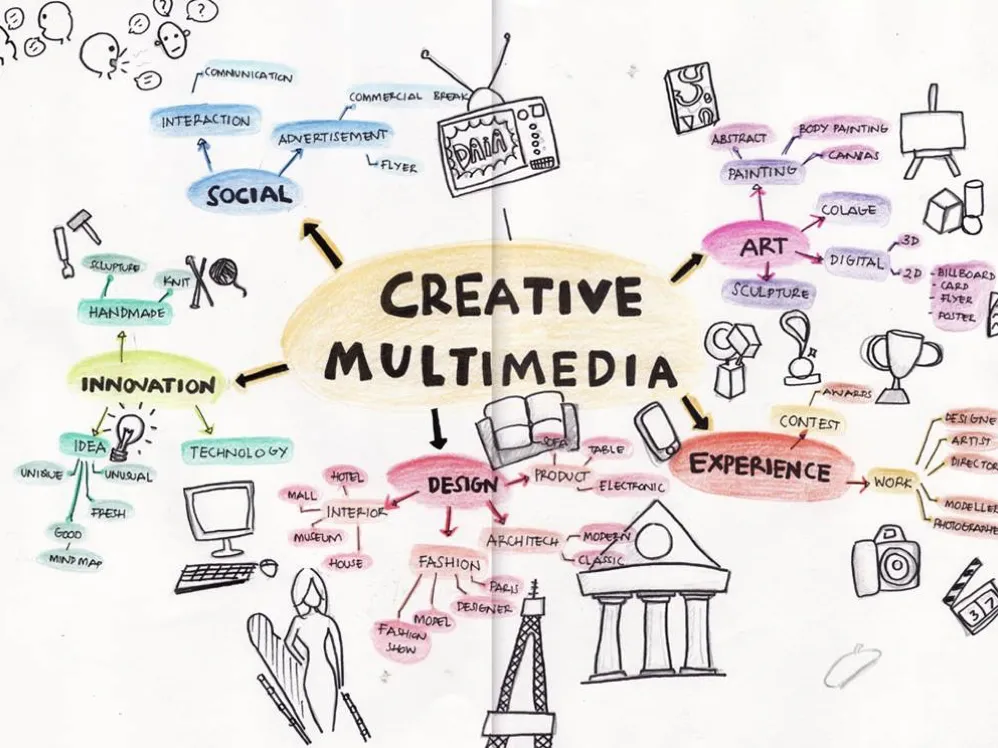 COMMUNICATION
INTERACTION
COMMERCIAL BREAK
ADVERTISEMENT
FLYER
SOCIAL
DAIA
CREATIVE
MULTIMEDIA
ABSTRACT
BODY PAINTING
CANVAS
PAINTING
COLAGE
ART
DIGITAL
3D
2D
- BILLBOARD
- CARD
- FLYER
- POSTER
SCULPTURE
SCLUPTURE
KNIT
HANDMADE
INNOVATION
IDEA
UNIQUE
UNUSUAL
FRESH
GOOD
MIND MAP
TECHNOLOGY
DESIGN
HOTEL
MALL
INTERIOR
MUSEUM
HOUSE
SOFA
TABLE
PRODUCT
ELECTRONIC
ARCHITECH
MODERN
CLASSIC
FASHION
PARIS
DESIGNER
MODEL
FASHION
SHOW
AWARDS
CONTEST
EXPERIENCE
WORK
DESIGNE
ARTIST
DIRECTOR
MODELLER
PHOTOGRAPHE
37